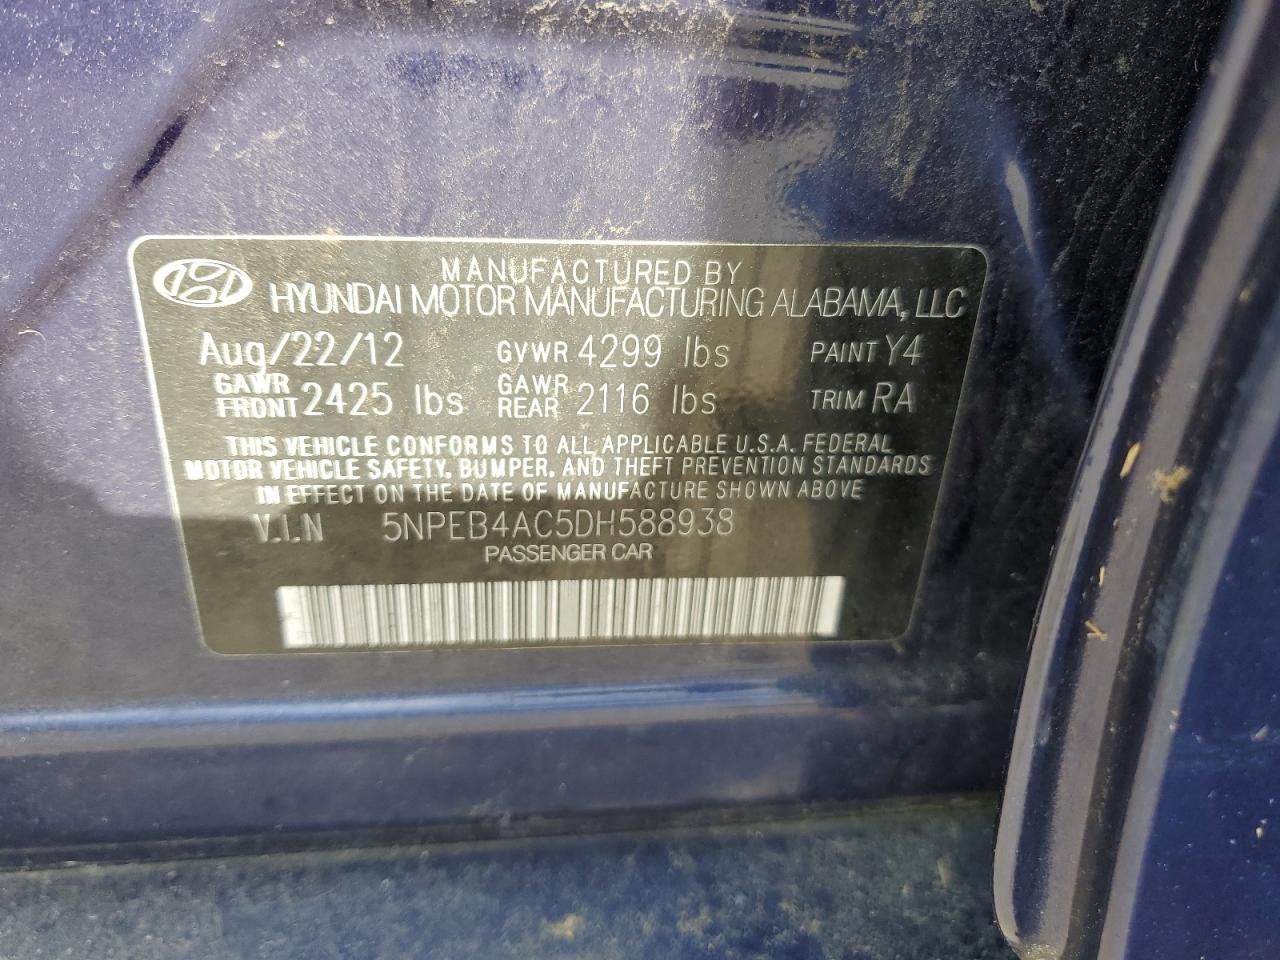 MANUFACTURED BY
HYUNDAI MOTOR MANUFACTURING ALABAMA, LLC
Aug/22/12 GVWR 4299 lbs PAINT Y4
GAWR FRONT 2425 lbs GAWR REAR 2116 lbs TRIM RA
THIS VEHICLE CONFORMS TO ALL APPLICABLE U.S.A. FEDERAL
MOTOR VEHICLE SAFETY, BUMPER, AND THEFT PREVENTION STANDARDS
IN EFFECT ON THE DATE OF MANUFACTURE SHOWN ABOVE
V.I.N 5NPEB4AC5DH588938
PASSENGER CAR